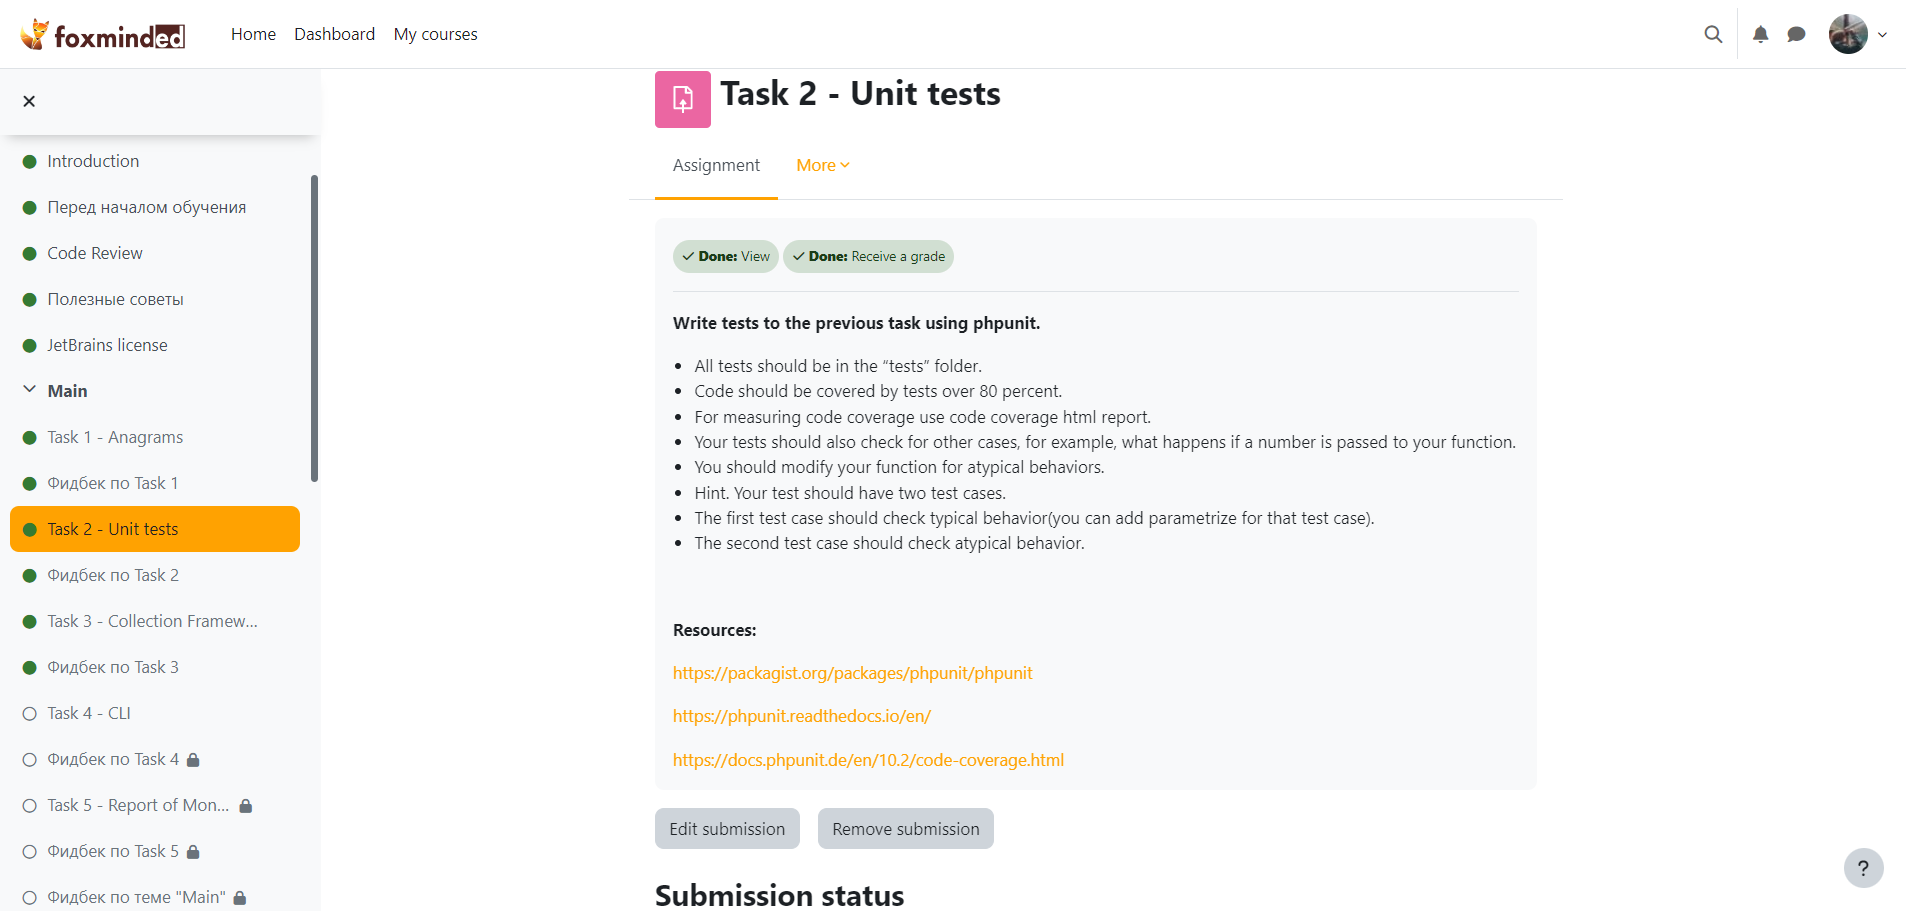 foxminded
Home Dashboard My courses
Introduction
Перед началом обучения
Code Review
Полезные советы
JetBrains license
Main
Task 1 - Anagrams
Фидбек по Task 1
Task 2 - Unit tests
Фидбек по Task 2
Task 3 - Collection Framew...
Фидбек по Task 3
Task 4 - CLI
Фидбек по Task 4
Task 5 - Report of Mon...
Фидбек по Task 5
Фидбек по теме "Main"
Task 2 - Unit tests
Assignment More
Done: View Done: Receive a grade
Write tests to the previous task using phpunit.
All tests should be in the “tests” folder.
Code should be covered by tests over 80 percent.
For measuring code coverage use code coverage html report.
Your tests should also check for other cases, for example, what happens if a number is passed to your function.
You should modify your function for atypical behaviors.
Hint. Your test should have two test cases.
The first test case should check typical behavior(you can add parametrize for that test case).
The second test case should check atypical behavior.
Resources:
https://packagist.org/packages/phpunit/phpunit
https://phpunit.readthedocs.io/en/
https://docs.phpunit.de/en/10.2/code-coverage.html
Edit submission Remove submission
Submission status
?